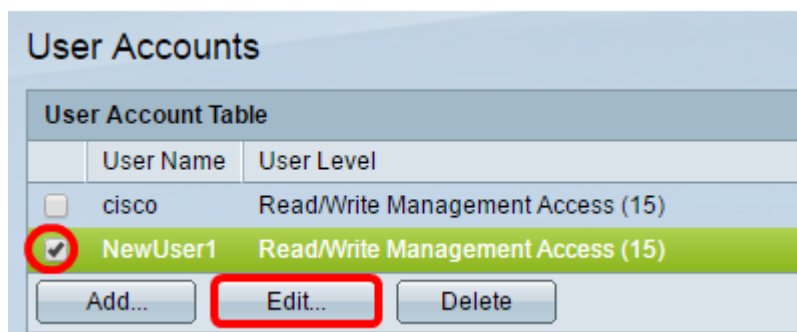 User Accounts
User Account Table
User Name User Level
cisco Read/Write Management Access (15)
NewUser1 Read/Write Management Access (15)
Add... Edit... Delete